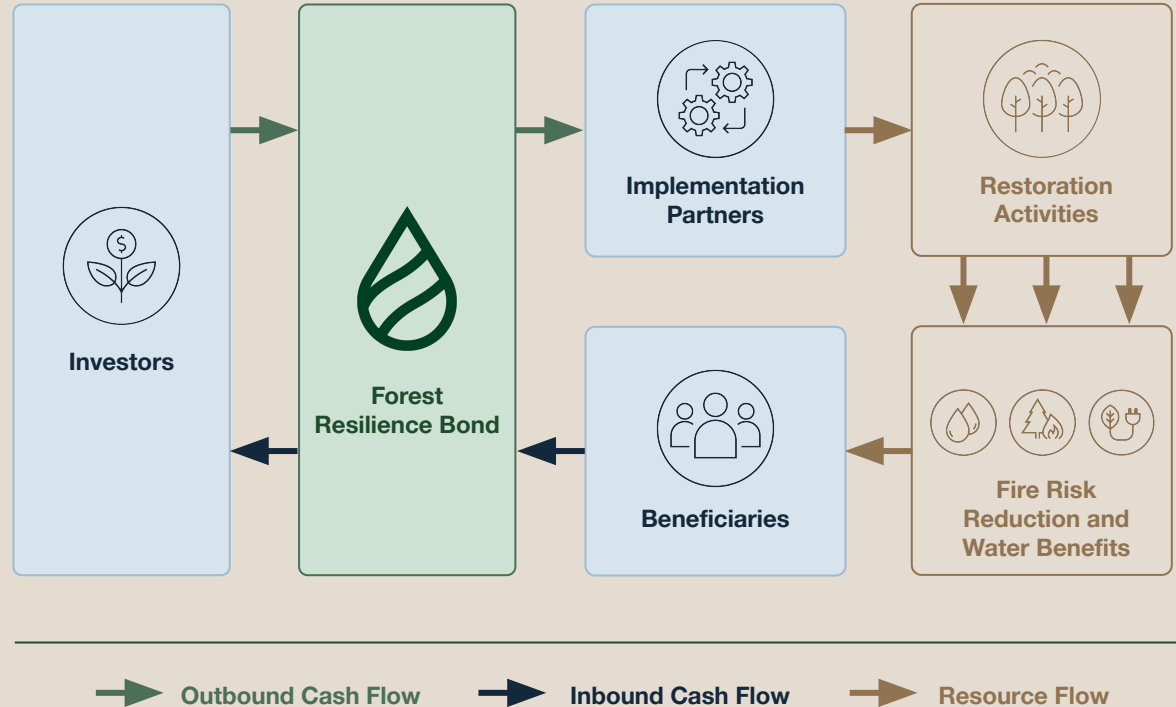 Investors
Forest
Resilience Bond
Implementation
Partners
Restoration
Activities
Beneficiaries
Fire Risk
Reduction and
Water Benefits
$
Outbound Cash Flow
Inbound Cash Flow
Resource Flow